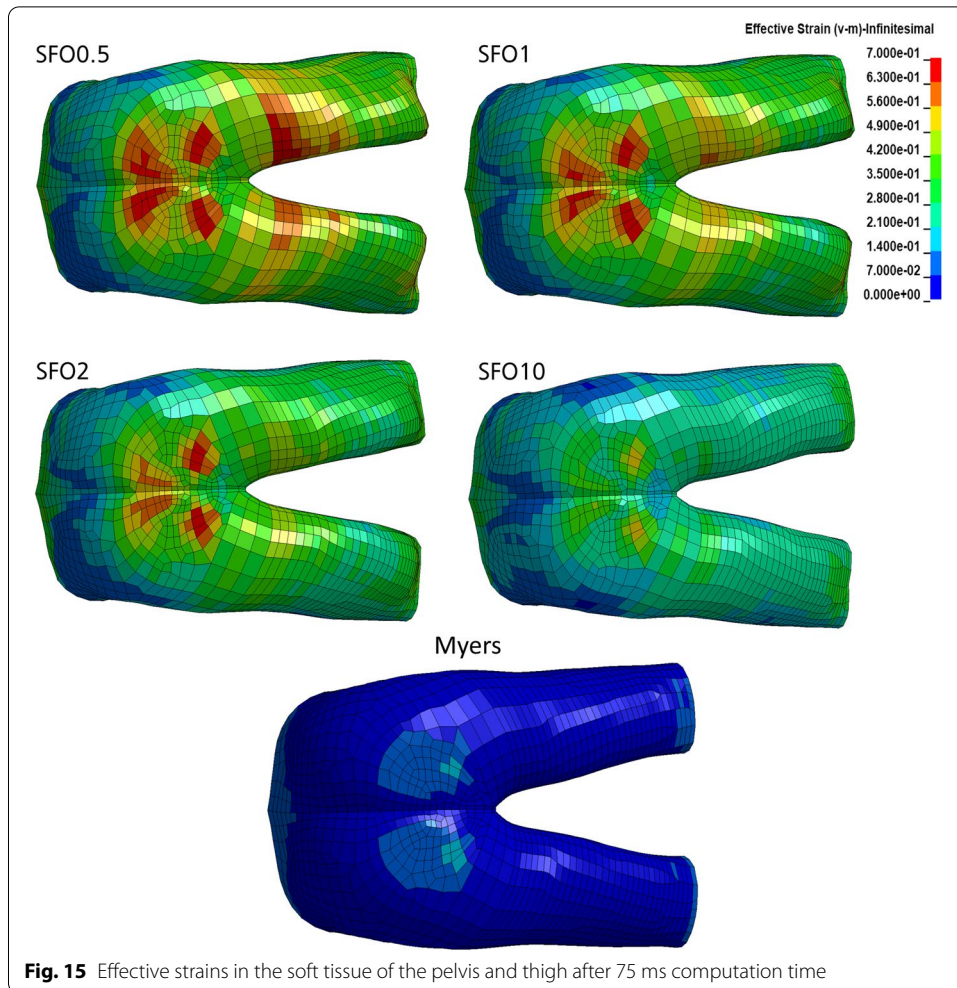 SFO0.5
SFO1
Effective Strain (v-m)-Infinitesimal
7.000e-01
6.300e-01
5.600e-01
4.900e-01
4.200e-01
3.500e-01
2.800e-01
2.100e-01
1.400e-01
7.000e-02
0.000e+00
SFO2
SFO10
Myers
Fig. 15 Effective strains in the soft tissue of the pelvis and thigh after 75 ms computation time